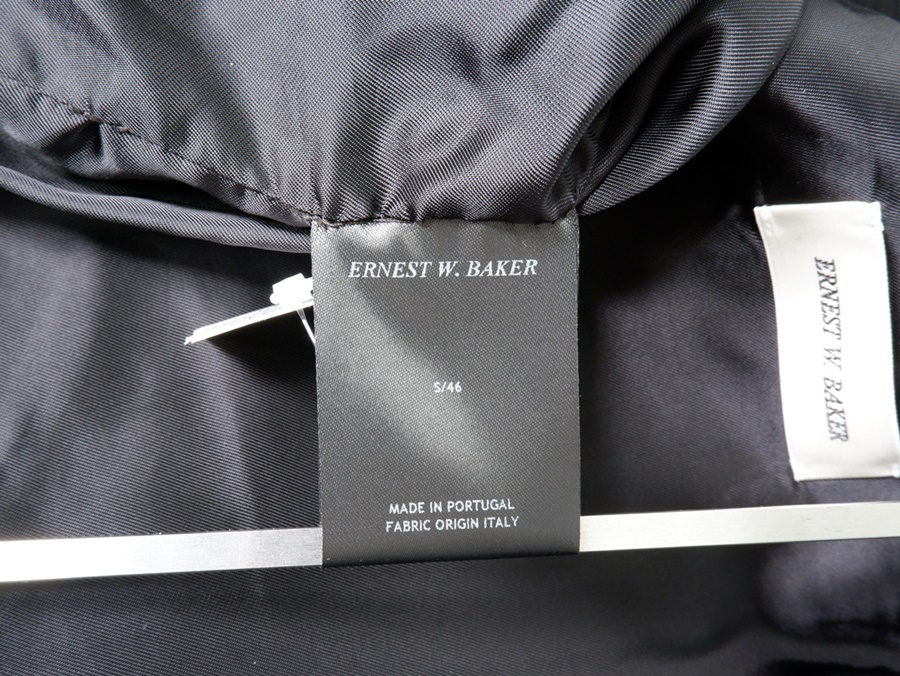 ERNEST W. BAKER
S/46
MADE IN PORTUGAL
FABRIC ORIGIN ITALY
ERNEST W. BAKER